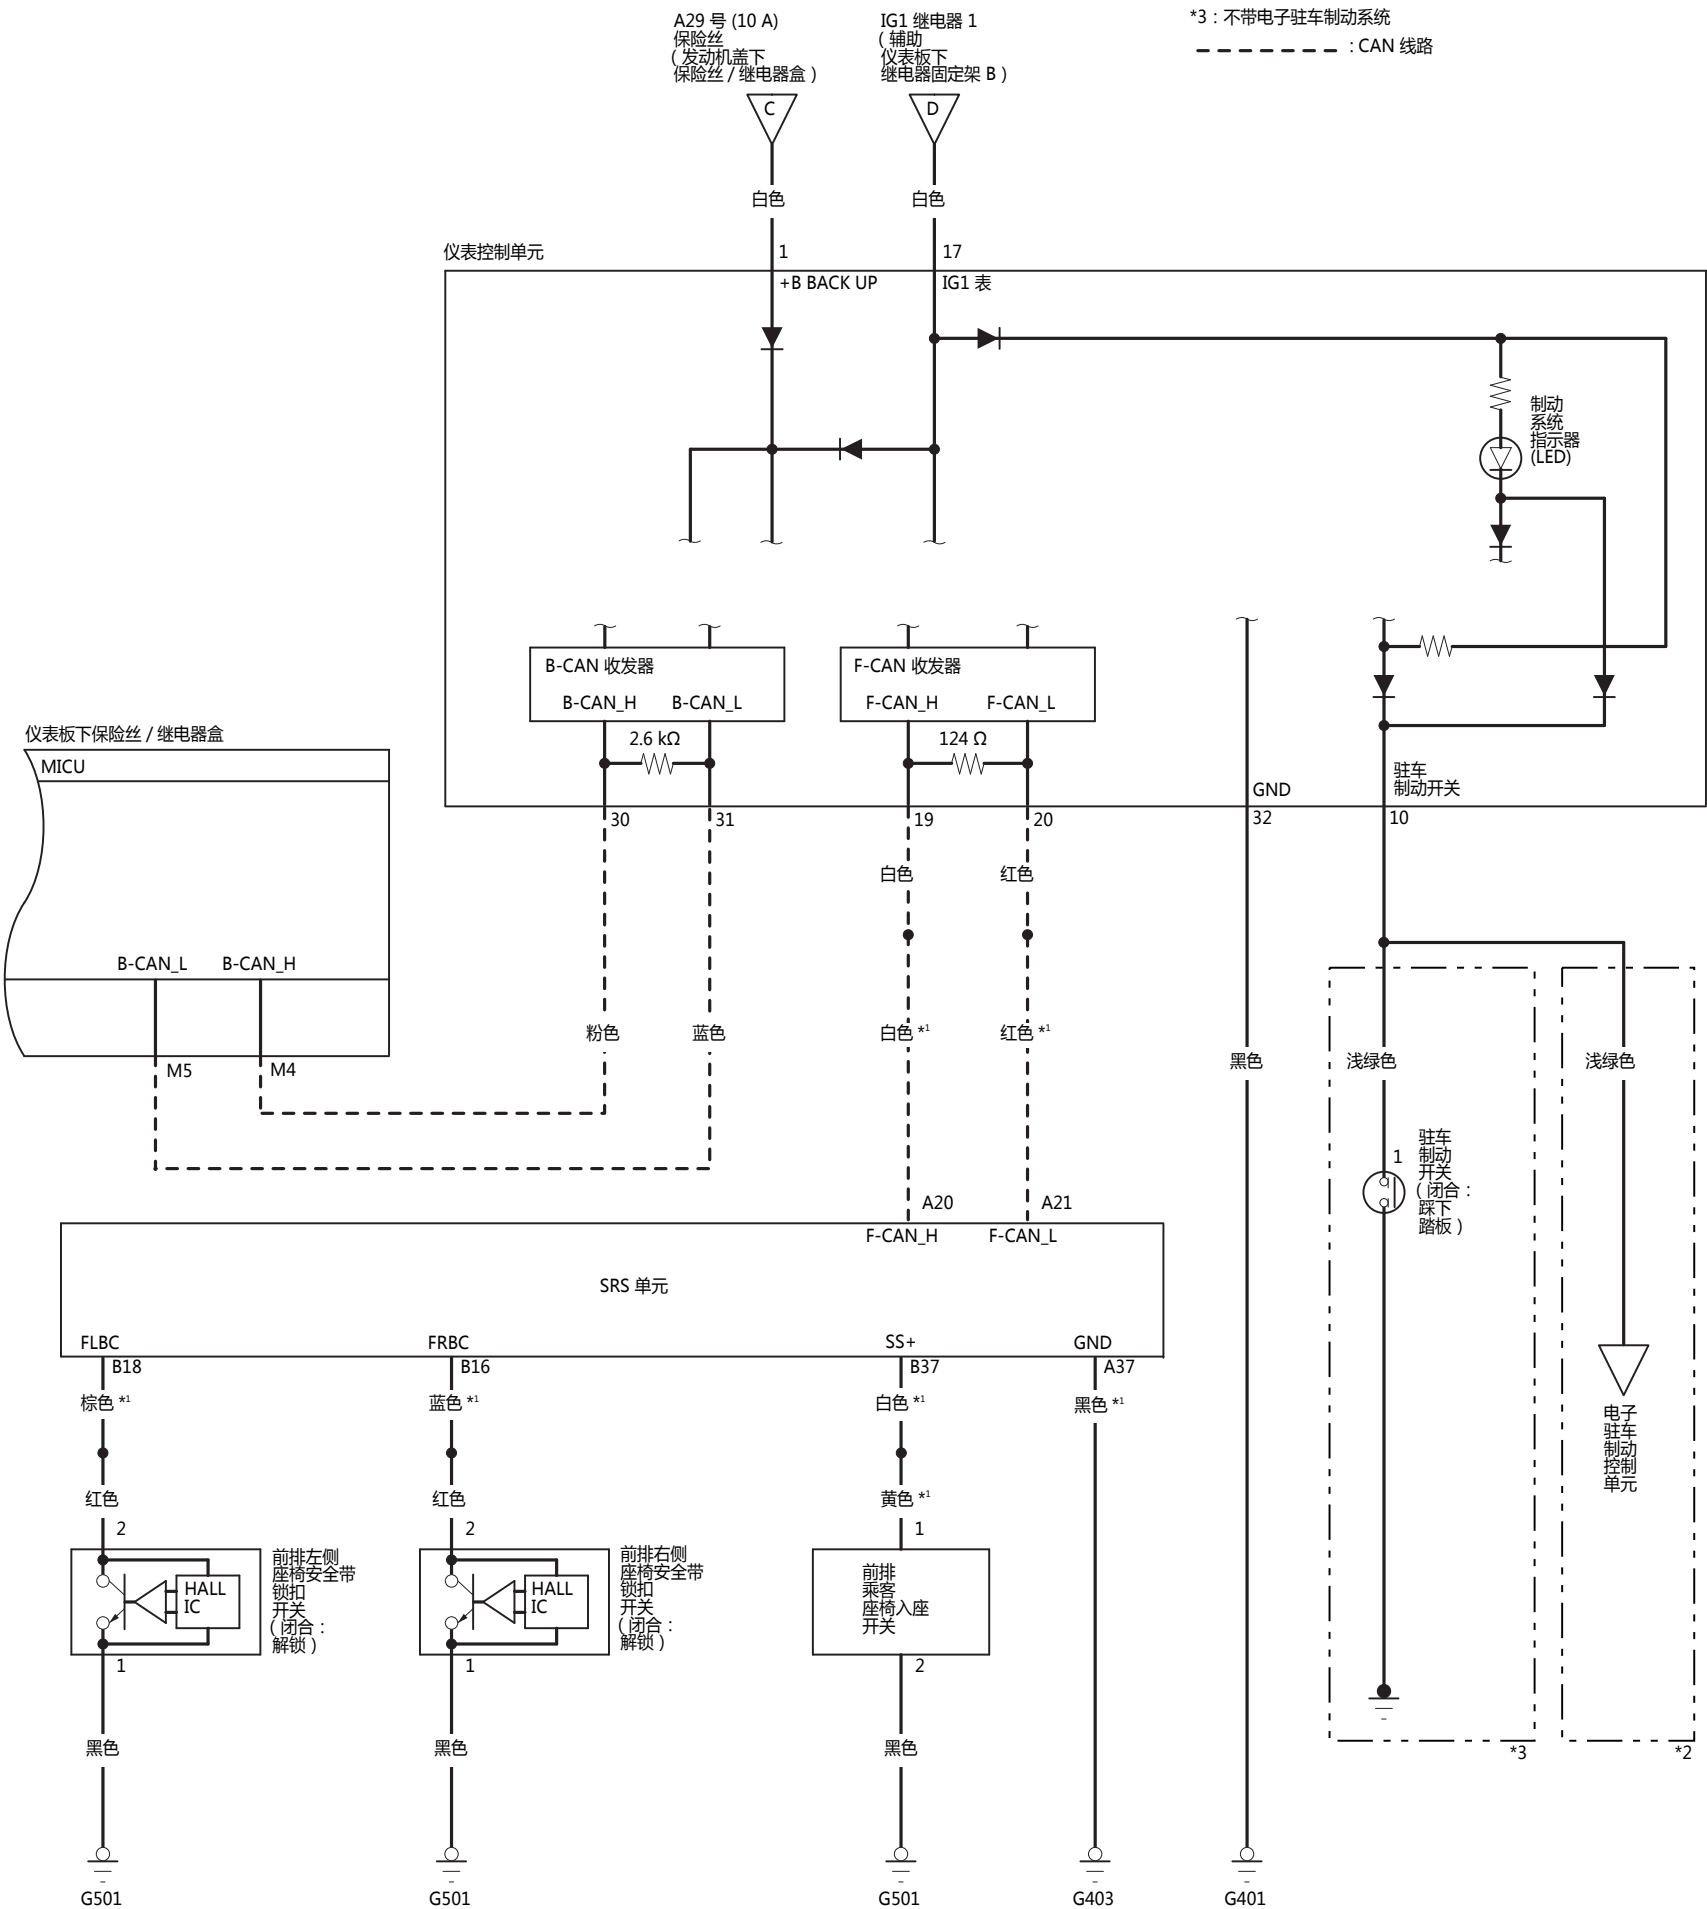 A29 号 (10 A)
保险丝
( 发动机盖下
保险丝 / 继电器盒 )
C
IG1 继电器 1
( 辅助
仪表板下
继电器固定架 B )
D
*3 : 不带电子驻车制动系统
: CAN 线路
白色
白色
仪表控制单元
1
17
+B BACK UP
IG1 表
制动
系统
指示器
(LED)
B-CAN 收发器
B-CAN_H
B-CAN_L
F-CAN 收发器
F-CAN_H
F-CAN_L
2.6 kΩ
124 Ω
GND
驻车
制动开关
30
31
19
20
32
10
仪表板下保险丝 / 继电器盒
MICU
B-CAN_L
B-CAN_H
M5
M4
白色
红色
粉色
蓝色
白色 *1
红色 *1
黑色
浅绿色
浅绿色
1
驻车
制动
开关
( 闭合 :
踩下
踏板 )
A20
A21
F-CAN_H
F-CAN_L
SRS 单元
FLBC
FRBC
SS+
GND
B18
B16
B37
A37
棕色 *1
蓝色 *1
白色 *1
黑色 *1
电子
驻车
制动
控制
单元
红色
红色
黄色 *1
2
2
1
HALL
IC
前排左侧
座椅安全带
锁扣
开关
( 闭合 :
解锁 )
HALL
IC
前排右侧
座椅安全带
锁扣
开关
( 闭合 :
解锁 )
前排
乘客
座椅入座
开关
1
1
2
黑色
黑色
黑色
*3
*2
G501
G501
G501
G403
G401